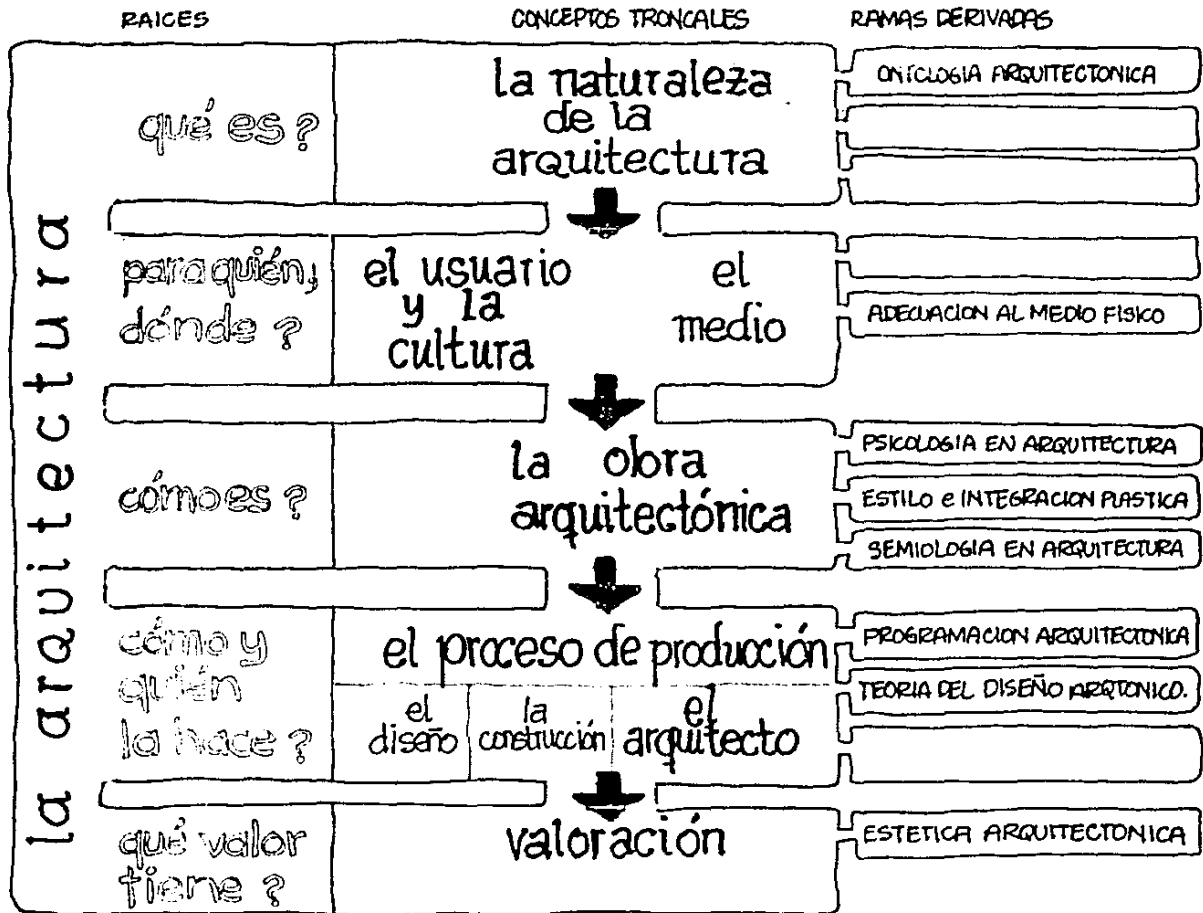 RAICES CONCEPTOS TRONCALES RAMAS DERIVADAS
la arquitectura
qué es?
la naturaleza
de la
arquitectura
ONTOLOGIA ARQUITECTONICA
para quién,
dónde?
el usuario
y la
cultura
el
medio
ADECUACION AL MEDIO FISICO
cómo es?
la obra
arquitectónica
PSICOLOGIA EN ARQUITECTURA
ESTILO e INTEGRACION PLASTICA
SEMIOLOGIA EN ARQUITECTURA
cómo y
quién
la hace?
el proceso de producción
el
diseño
la
construcción
el
arquitecto
PROGRAMACION ARQUITECTONICA
TEORIA DEL DISEÑO ARQTONICO.
qué valor
tiene?
valoración
ESTETICA ARQUITECTONICA